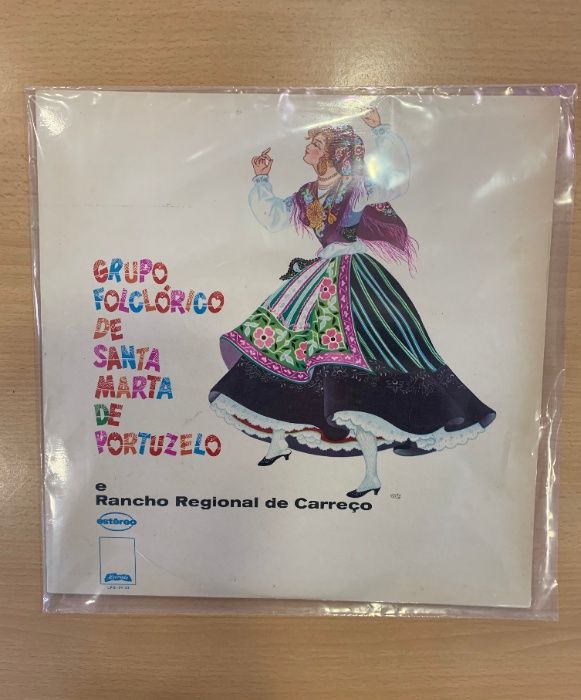 GRUPO
FOLCLÓRICO
DE
SANTA
MARTA
DE
PORTUZELO
e
Rancho Regional de Carreço
estéreo